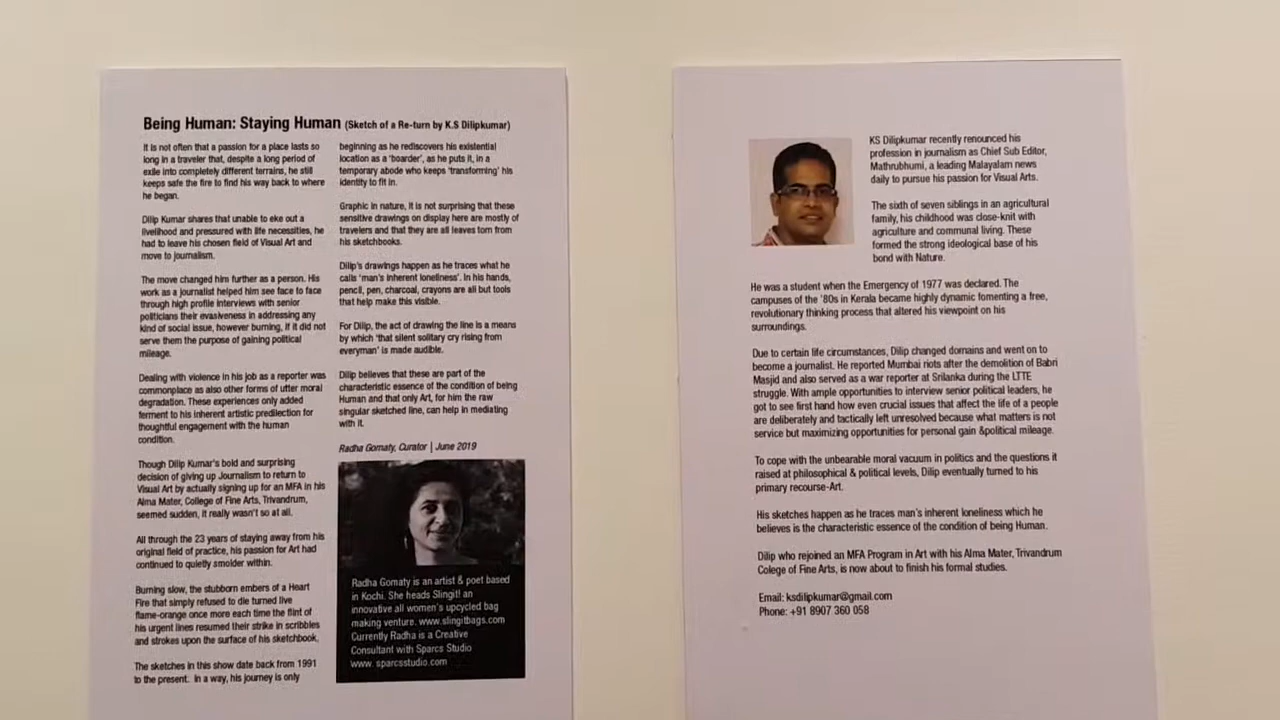 Being Human: Staying Human (Sketch of a Re-turn by K.S Dilipkumar)
It is not often that a passion for a place lasts so
long in a traveler that, despite a long period of
exile into completely different terrains, he still
keeps safe the fire to find his way back to where
he began.
Dilip Kumar shares that unable to eke out a
livelihood and pressured with life necessities, he
had to leave his chosen field of Visual Art and
move to journalism.
The move changed him further as a person. His
work as a journalist helped him see face to face
through high profile interviews with senior
politicians their evasiveness in addressing any
kind of social issue, however burning, if it did not
serve them the purpose of gaining political
mileage.
Dealing with violence in his job as a reporter was
commonplace as also other forms of utter moral
degradation. These experiences only added
ferment to his inherent artistic predilection for
thoughtful engagement with the human
condition.
Though Dilip Kumar's bold and surprising
decision of giving up Journalism to return to
Visual Art by actually signing up for an MFA in his
Alma Mater, College of Fine Arts, Trivandrum,
seemed sudden, it really wasn't so at all.
All through the 23 years of staying away from his
original field of practice, his passion for Art had
continued to quietly smolder within.
Burning slow, the stubborn embers of a Heart
Fire that simply refused to die turned live
flame-orange once more each time the flint of
his urgent lines resumed their strike in scribbles
and strokes upon the surface of his sketchbook.
The sketches in this show date back from 1991
to the present. In a way, his journey is only
beginning as he rediscovers his existential
location as a 'boarder', as he puts it, in a
temporary abode who keeps 'transforming' his
identity to fit in.
Graphic in nature, it is not surprising that these
sensitive drawings on display here are mostly of
travelers and that they are all leaves torn from
his sketchbooks.
Dilip's drawings happen as he traces what he
calls 'man's inherent loneliness'. In his hands,
pencil, pen, charcoal, crayons are all but tools
that help make this visible.
For Dilip, the act of drawing the line is a means
by which 'that silent solitary cry rising from
everyman' is made audible.
Dilip believes that these are part of the
characteristic essence of the condition of being
Human and that only Art, for him the raw
singular sketched line, can help in mediating
with it.
Radha Gomaty, Curator | June 2019
Radha Gomaty is an artist & poet based
in Kochi. She heads Slingit! an
innovative all women's upcycled bag
making venture. www.slingitbags.com
Currently Radha is a Creative
Consultant with Sparcs Studio
www. sparcsstudio.com
KS Dilipkumar recently renounced his
profession in journalism as Chief Sub Editor,
Mathrubhumi, a leading Malayalam news
daily to pursue his passion for Visual Arts.
The sixth of seven siblings in an agricultural
family, his childhood was close-knit with
agriculture and communal living. These
formed the strong ideological base of his
bond with Nature.
He was a student when the Emergency of 1977 was declared. The
campuses of the '80s in Kerala became highly dynamic fomenting a free,
revolutionary thinking process that altered his viewpoint on his
surroundings.
Due to certain life circumstances, Dilip changed domains and went on to
become a journalist. He reported Mumbai riots after the demolition of Babri
Masjid and also served as a war reporter at Srilanka during the LTTE
struggle. With ample opportunities to interview senior political leaders, he
got to see first hand how even crucial issues that affect the life of a people
are deliberately and tactically left unresolved because what matters is not
service but maximizing opportunities for personal gain &political mileage.
To cope with the unbearable moral vacuum in politics and the questions it
raised at philosophical & political levels, Dilip eventually turned to his
primary recourse-Art.
His sketches happen as he traces man's inherent loneliness which he
believes is the characteristic essence of the condition of being Human.
Dilip who rejoined an MFA Program in Art with his Alma Mater, Trivandrum
Colege of Fine Arts, is now about to finish his formal studies.
Email: ksdilipkumar@gmail.com
Phone: +91 8907 360 058